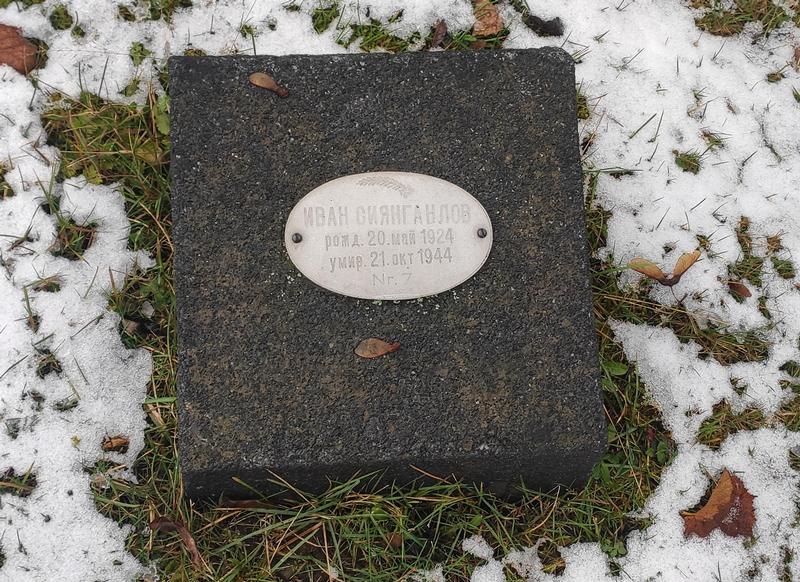 ИВАН СИЯНГАНЛОВ
рожд. 20. май 1924
умир. 21. окт 1944
Nr. 7